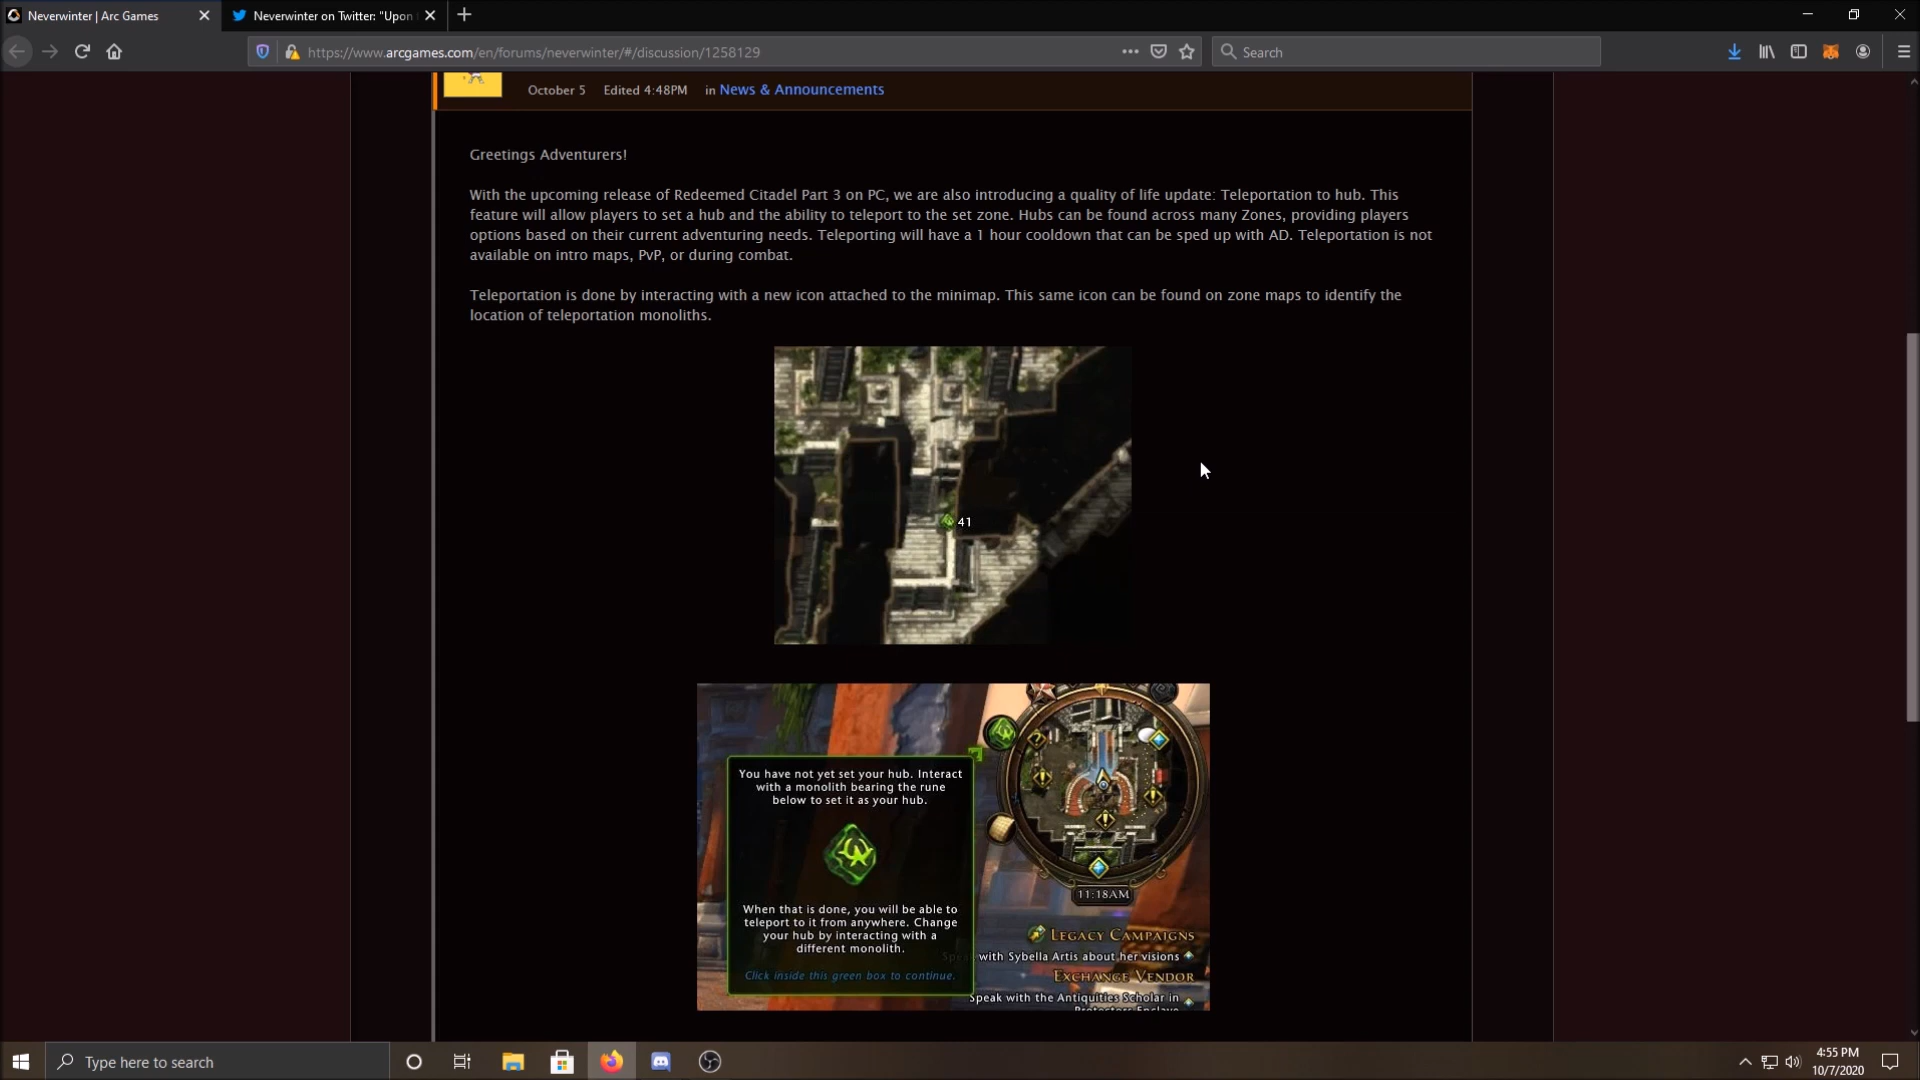 Neverwinter | Arc Games
Neverwinter on Twitter: "Upon
https://www.arcgames.com/en/forums/neverwinter/#/discussion/1258129
Search
October 5 Edited 4:48PM in News & Announcements
Greetings Adventurers!
With the upcoming release of Redeemed Citadel Part 3 on PC, we are also introducing a quality of life update: Teleportation to hub. This
feature will allow players to set a hub and the ability to teleport to the set zone. Hubs can be found across many Zones, providing players
options based on their current adventuring needs. Teleporting will have a 1 hour cooldown that can be sped up with AD. Teleportation is not
available on intro maps, PvP, or during combat.
Teleportation is done by interacting with a new icon attached to the minimap. This same icon can be found on zone maps to identify the
location of teleportation monoliths.
41
You have not yet set your hub. Interact
with a monolith bearing the rune
below to set it as your hub.
When that is done, you will be able to
teleport to it from anywhere. Change
your hub by interacting with a
different monolith.
Click inside this green box to continue.
11:18AM
Legacy Campaigns
Speak with Sybella Artis about her visions
Exchange Vendor
Speak with the Antiquities Scholar in
Protectors Enclave
Type here to search
4:55 PM
10/7/2020